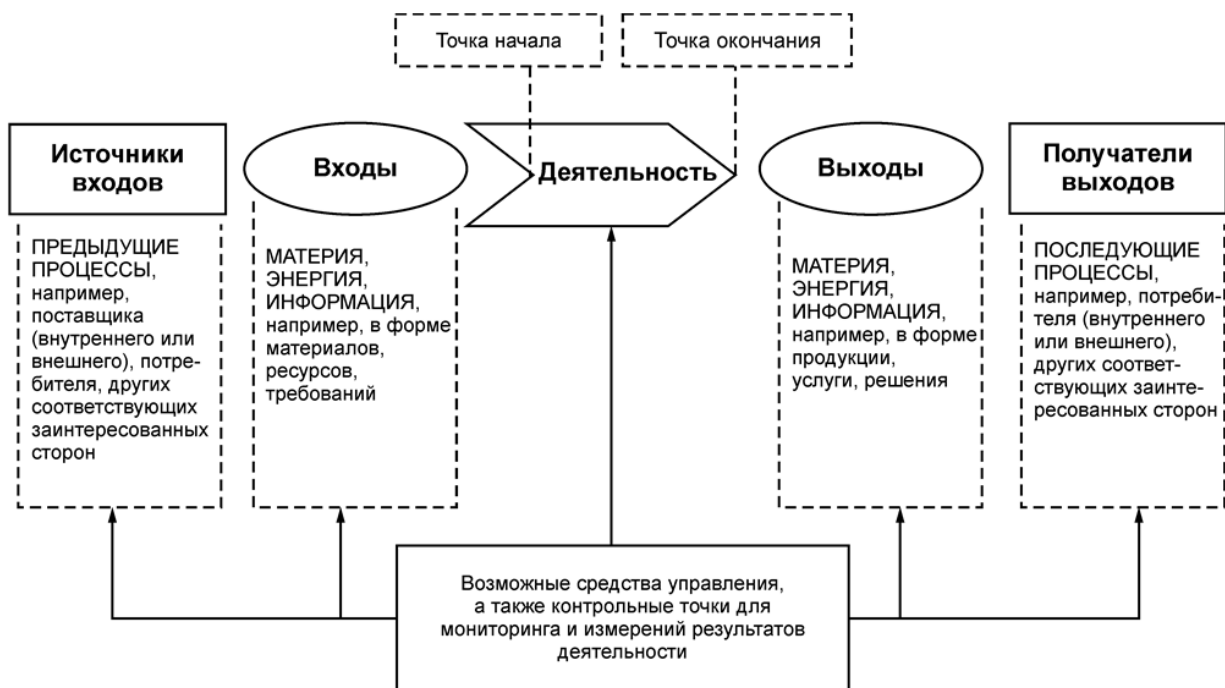 Точка начала
Точка окончания
Источники
входов
Входы
Деятельность
Выходы
Получатели
выходов
ПРЕДЫДУЩИЕ
ПРОЦЕССЫ,
например,
поставщика
(внутреннего или
внешнего), потре-
бителя, других
соответствующих
заинтересованных
сторон
МАТЕРИЯ,
ЭНЕРГИЯ,
ИНФОРМАЦИЯ,
например, в форме
материалов,
ресурсов,
требований
МАТЕРИЯ,
ЭНЕРГИЯ,
ИНФОРМАЦИЯ,
например, в форме
продукции,
услуги, решения
ПОСЛЕДУЮЩИЕ
ПРОЦЕССЫ,
например, потреби-
теля (внутреннего
или внешнего),
других соответ-
ствующих заинте-
ресованных сторон
Возможные средства управления,
а также контрольные точки для
мониторинга и измерений результатов
деятельности